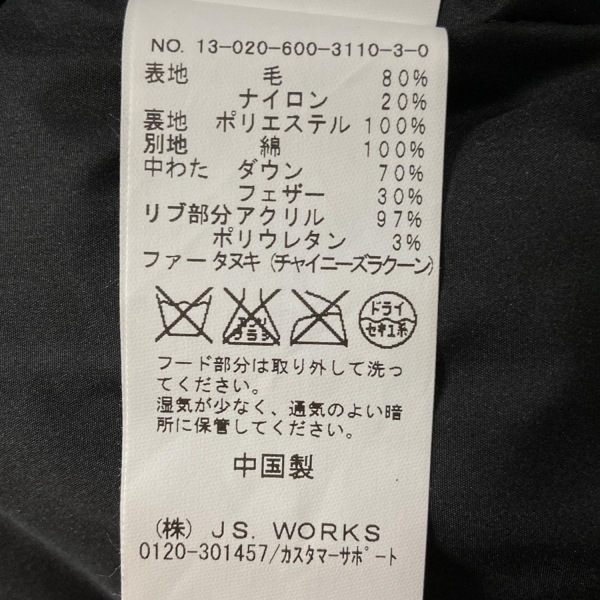 NO. 13-020-600-3110-3-0
表地 毛 80%
ナイロン 20%
裏地 ポリエステル 100%
別地 綿 100%
中わた ダウン 70%
フェザー 30%
リブ部分 アクリル 97%
ポリウレタン 3%
ファー タヌキ (チャイニーズラクーン)
エンソ
サラシ
ドライ
セキユ系
フード部分は取り外して洗っ
てください。
湿気が少なく、通気のよい暗
所に保管してください。
中国製
(株) J.S. WORKS
0120-301457/カスタマーサポート